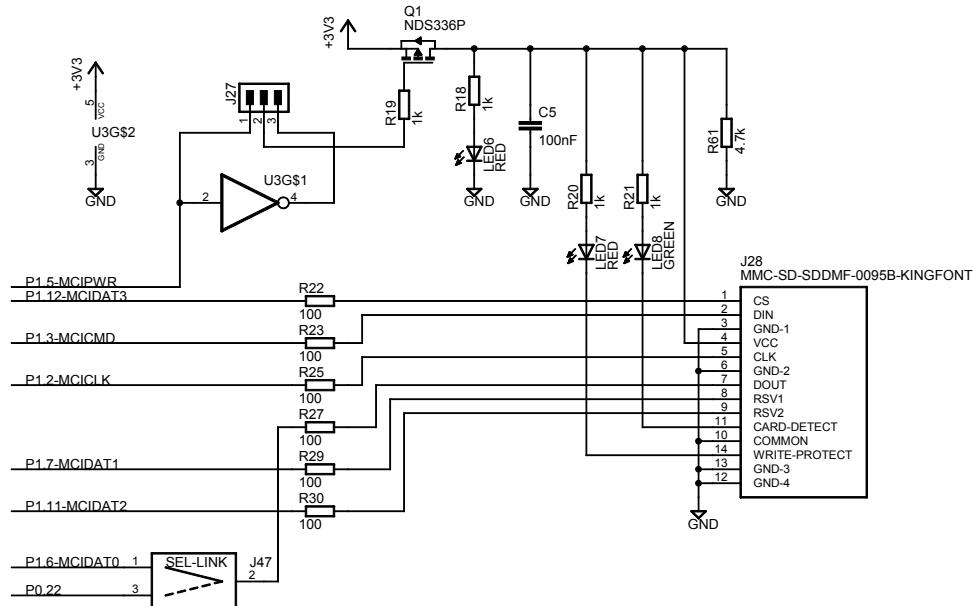 Q1
NDS336P
+3V3
+3V3
J27
1
2
3
5
VCC
U3G$2
3
GND
GND
R19
1k
R18
1k
C5
100nF
R61
4.7k
LED6
RED
GND
GND
GND
U3G$1
2
4
R20
1k
R21
1k
LED7
RED
LED8
GREEN
J28
MMC-SD-SDDMF-0095B-KINGFONT
P1.5-MCIPWR
P1.12-MCIDAT3
R22
100
1 CS
2 DIN
P1.3-MCICMD
R23
100
3 GND-1
4 VCC
P1.2-MCICLK
R25
100
5 CLK
6 GND-2
7 DOUT
R27
100
8 RSV1
9 RSV2
11 CARD-DETECT
10 COMMON
P1.7-MCIDAT1
R29
100
14 WRITE-PROTECT
13 GND-3
12 GND-4
P1.11-MCIDAT2
R30
100
GND
P1.6-MCIDAT0
1
SEL-LINK
J47
2
P0.22
3